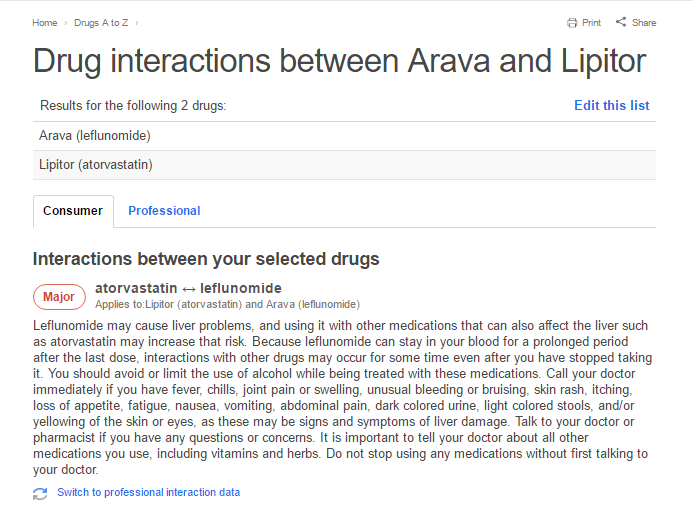 Home › Drugs A to Z ›
Print Share
Drug interactions between Arava and Lipitor
Results for the following 2 drugs: Edit this list
Arava (leflunomide)
Lipitor (atorvastatin)
Consumer Professional
Interactions between your selected drugs
Major
atorvastatin ↔ leflunomide
Applies to:Lipitor (atorvastatin) and Arava (leflunomide)
Leflunomide may cause liver problems, and using it with other medications that can also affect the liver such
as atorvastatin may increase that risk. Because leflunomide can stay in your blood for a prolonged period
after the last dose, interactions with other drugs may occur for some time even after you have stopped taking
it. You should avoid or limit the use of alcohol while being treated with these medications. Call your doctor
immediately if you have fever, chills, joint pain or swelling, unusual bleeding or bruising, skin rash, itching,
loss of appetite, fatigue, nausea, vomiting, abdominal pain, dark colored urine, light colored stools, and/or
yellowing of the skin or eyes, as these may be signs and symptoms of liver damage. Talk to your doctor or
pharmacist if you have any questions or concerns. It is important to tell your doctor about all other
medications you use, including vitamins and herbs. Do not stop using any medications without first talking to
your doctor.
Switch to professional interaction data